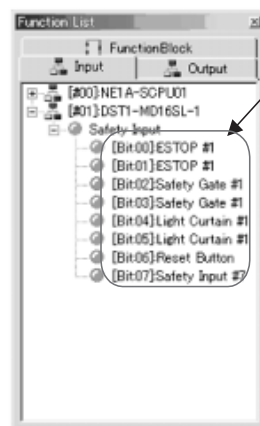 Function List
FunctionBlock
Input Output
[#00]:NE1A-SCPU01
[#01]:DST1-MD16SL-1
Safety Input
[Bit:00]:ESTOP #1
[Bit:01]:ESTOP #1
[Bit:02]:Safety Gate #1
[Bit:03]:Safety Gate #1
[Bit:04]:Light Curtain #1
[Bit:05]:Light Curtain #1
[Bit:06]:Reset Button
[Bit:07]:Safety Input #7